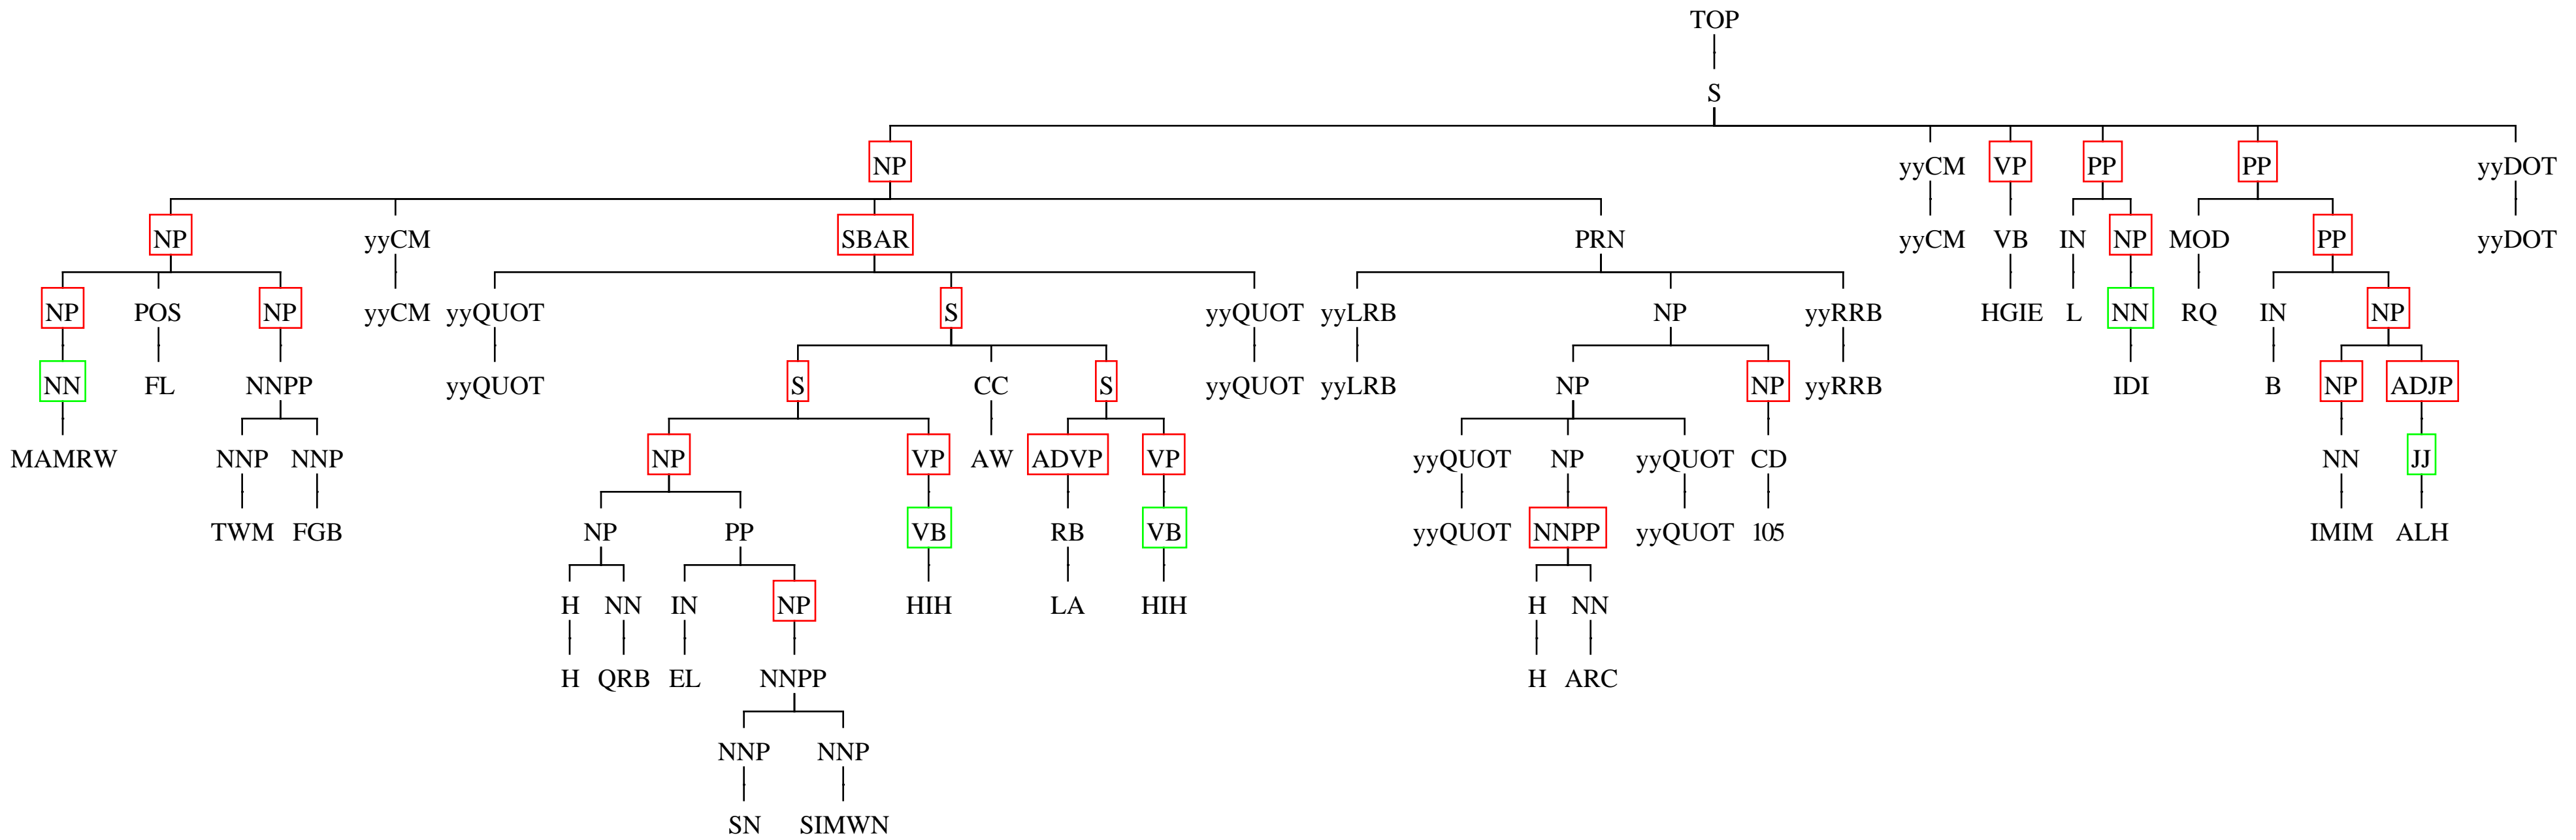 TOP
S
NP yyCM VP PP PP yyDOT
NP yyCM SBAR PRN yyCM VB IN NP MOD PP yyDOT
NP POS NP yyCM yyQUOT S yyQUOT yyLRB NP yyRRB HGIE L NN RQ IN NP
NN FL NNPP yyQUOT S CC S yyQUOT yyLRB NP NP yyRRB IDI B NP ADJP
MAMRW NNP NNP NP VP AW ADVP VP yyQUOT NP yyQUOT CD NN JJ
TWM FGB NP PP VB RB VB yyQUOT NNPP yyQUOT 105 IMIM ALH
H NN IN NP HIH LA HIH H NN
H QRB EL NNPP H ARC
NNP NNP
SN SIMWN